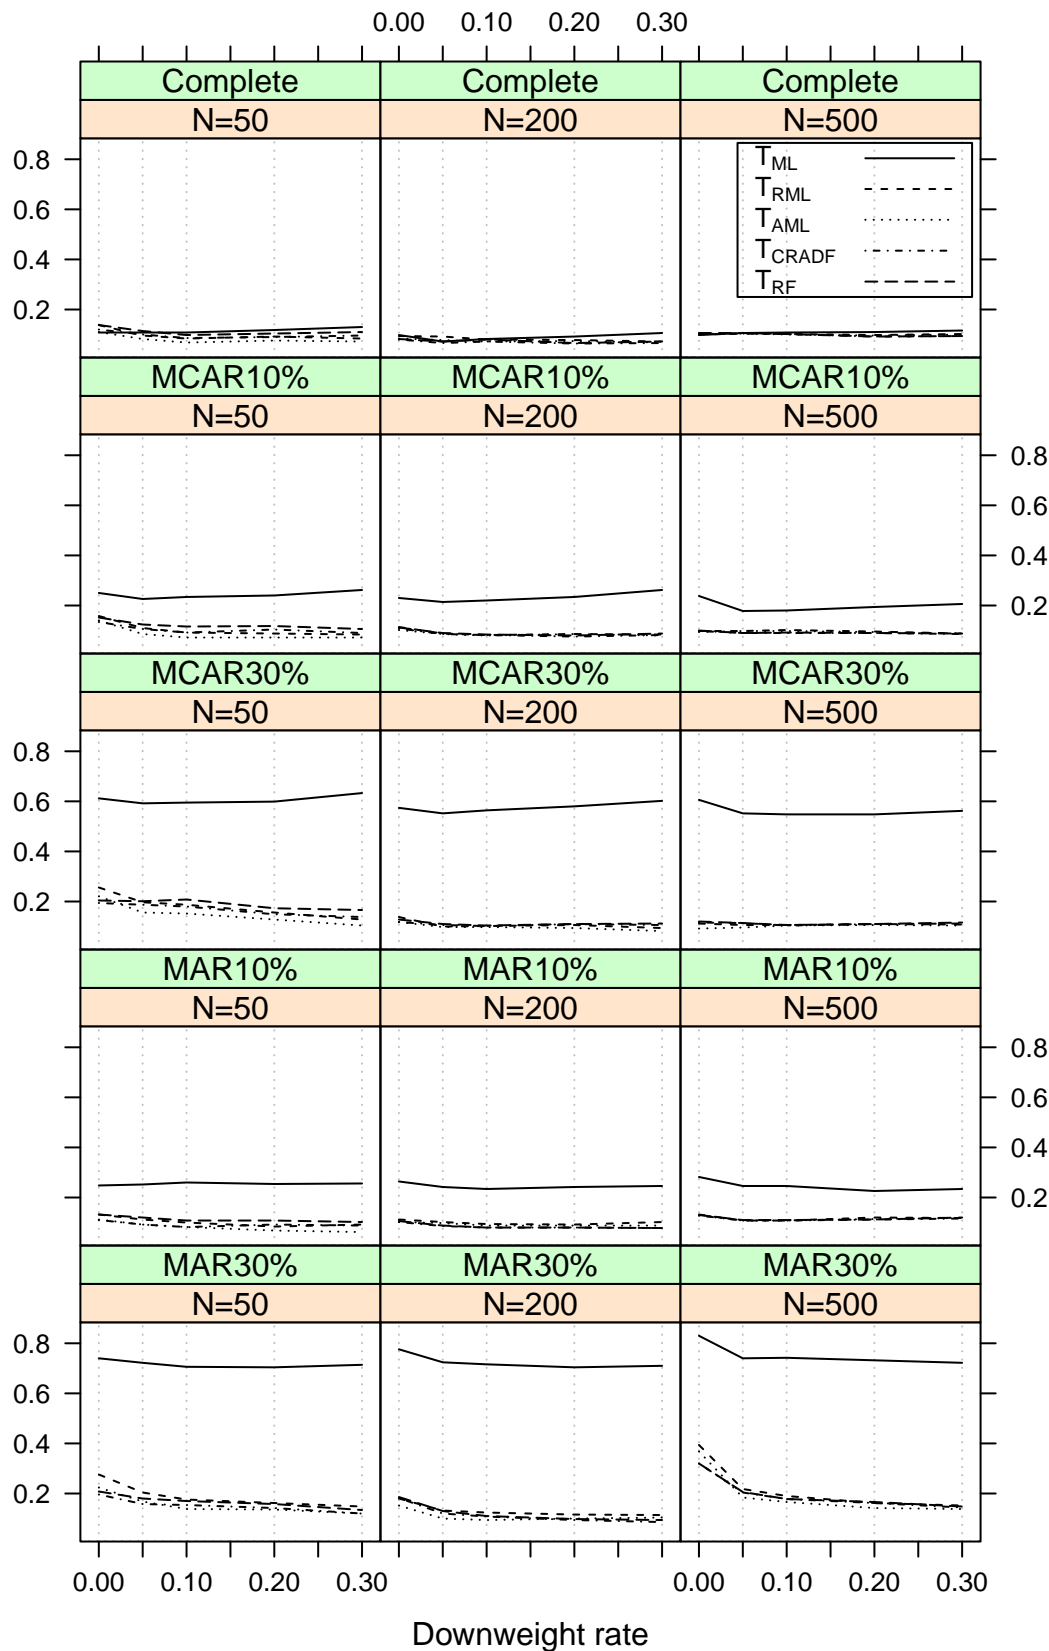 0.00 0.10 0.20 0.30
Complete Complete Complete
N=50 N=200 N=500
0.8
0.6
0.4
0.2
T_ML
T_RML
T_AML
T_CRADF
T_RF
MCAR10% MCAR10% MCAR10%
N=50 N=200 N=500
0.8
0.6
0.4
0.2
MCAR30% MCAR30% MCAR30%
N=50 N=200 N=500
0.8
0.6
0.4
0.2
MAR10% MAR10% MAR10%
N=50 N=200 N=500
0.8
0.6
0.4
0.2
MAR30% MAR30% MAR30%
N=50 N=200 N=500
0.8
0.6
0.4
0.2
0.00 0.10 0.20 0.30 0.00 0.10 0.20 0.30
Downweight rate